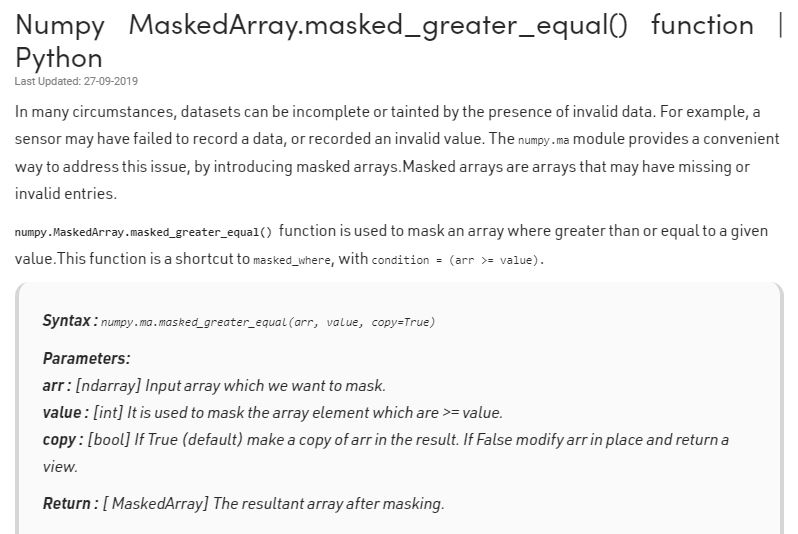 Numpy MaskedArray.masked_greater_equal() function |
Python
Last Updated: 27-09-2019
In many circumstances, datasets can be incomplete or tainted by the presence of invalid data. For example, a
sensor may have failed to record a data, or recorded an invalid value. The numpy.ma module provides a convenient
way to address this issue, by introducing masked arrays.Masked arrays are arrays that may have missing or
invalid entries.
numpy.MaskedArray.masked_greater_equal() function is used to mask an array where greater than or equal to a given
value.This function is a shortcut to masked_where, with condition = (arr >= value).
Syntax : numpy.ma.masked_greater_equal(arr, value, copy=True)
Parameters:
arr : [ndarray] Input array which we want to mask.
value : [int] It is used to mask the array element which are >= value.
copy : [bool] If True (default) make a copy of arr in the result. If False modify arr in place and return a
view.
Return : [ MaskedArray] The resultant array after masking.